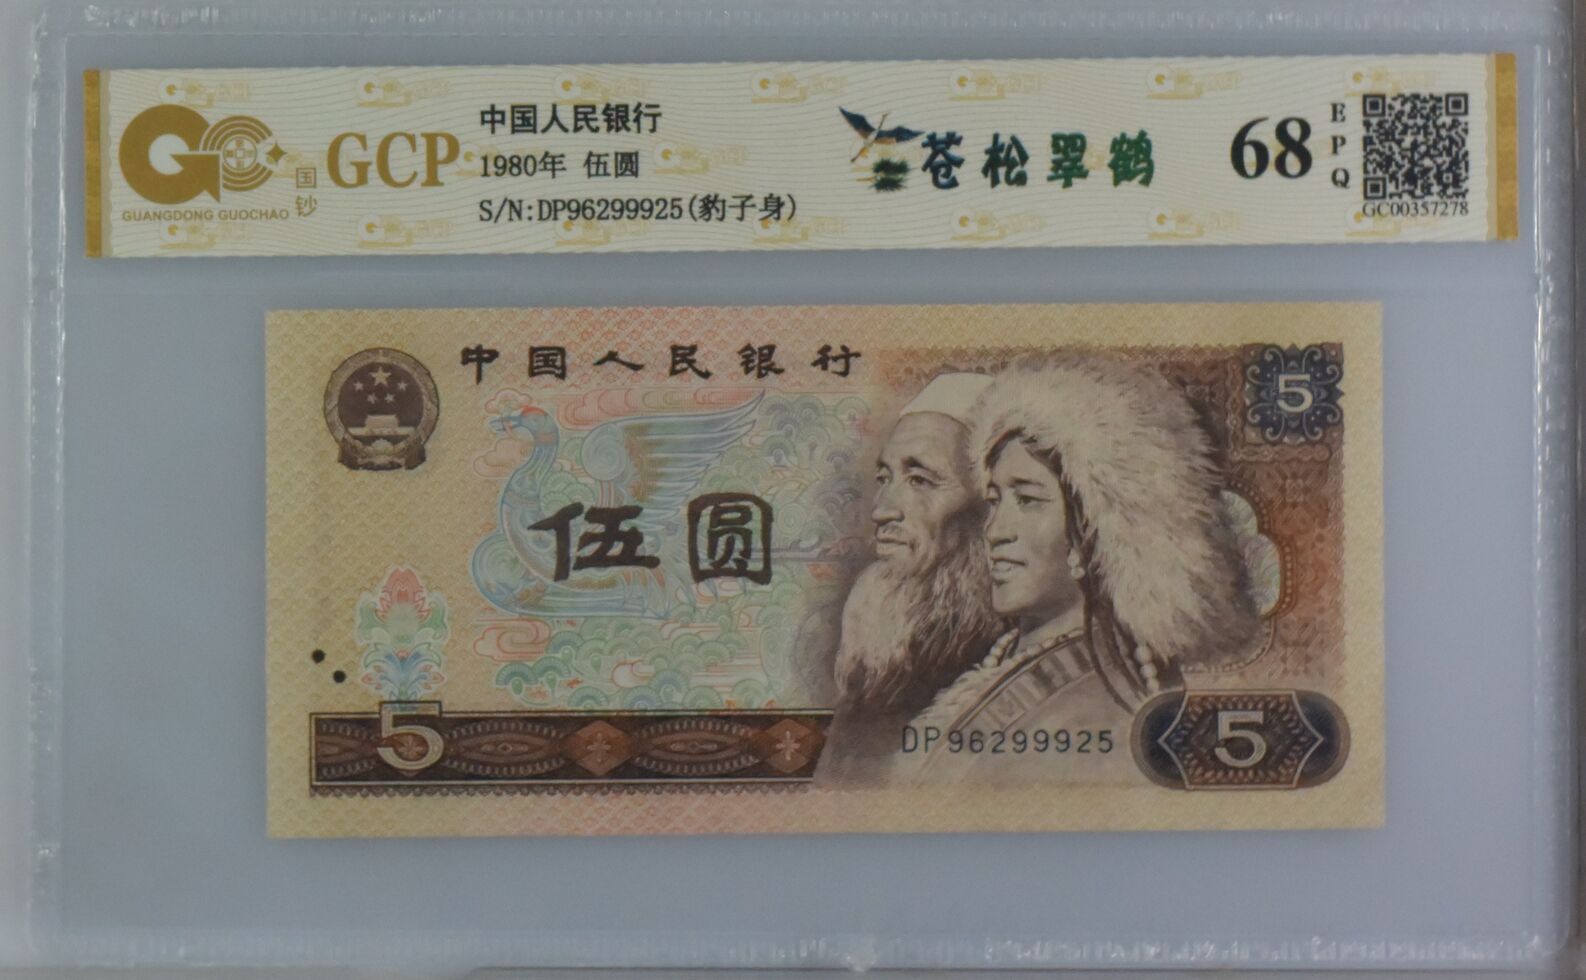 GUANGDONG GUOCHAO
国钞
GCP
中国人民银行
1980年 伍圆
S/N:DP96299925(豹子身)
苍松翠鹤
68
EPQ
GC00357278
中国人民银行
5
伍圆
5
DP96299925
5